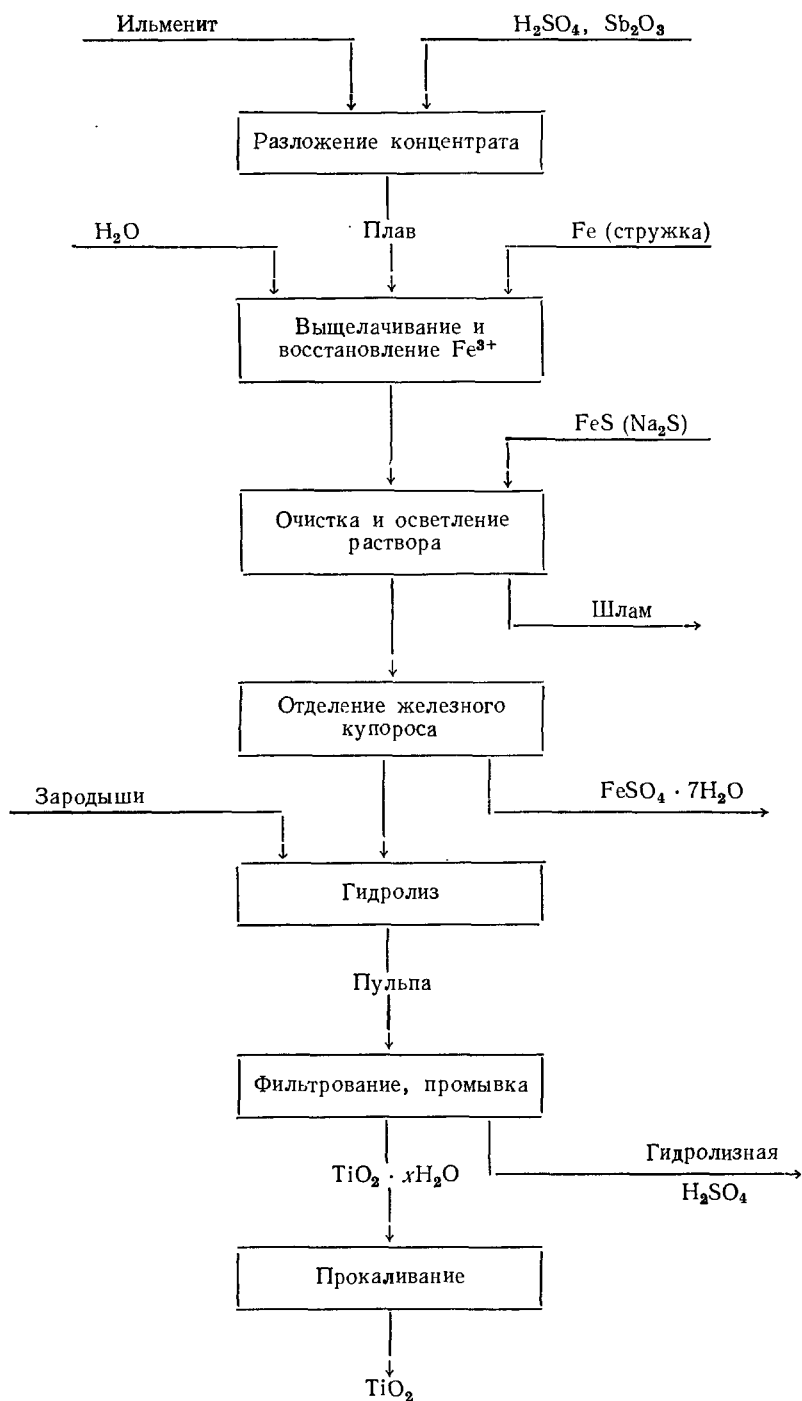 Ильменит
H₂SO₄, Sb₂O₃
Разложение концентрата
H₂O
Плав
Fe (стружка)
Выщелачивание и
восстановление Fe³⁺
FeS (Na₂S)
Очистка и осветление
раствора
Шлам
Отделение железного
купороса
Зародыши
FeSO₄ · 7H₂O
Гидролиз
Пульпа
Фильтрование, промывка
TiO₂ · xH₂O
Гидролизная
H₂SO₄
Прокаливание
TiO₂